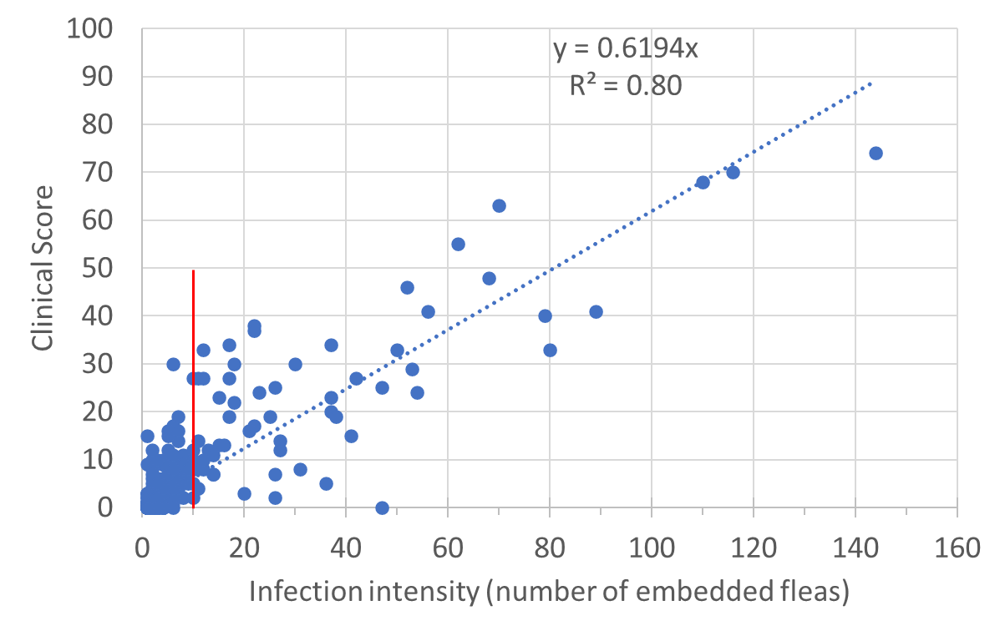 y = 0.6194x
R² = 0.80
100
90
80
70
60
50
40
30
20
10
0
Clinical Score
0 20 40 60 80 100 120 140 160
Infection intensity (number of embedded fleas)